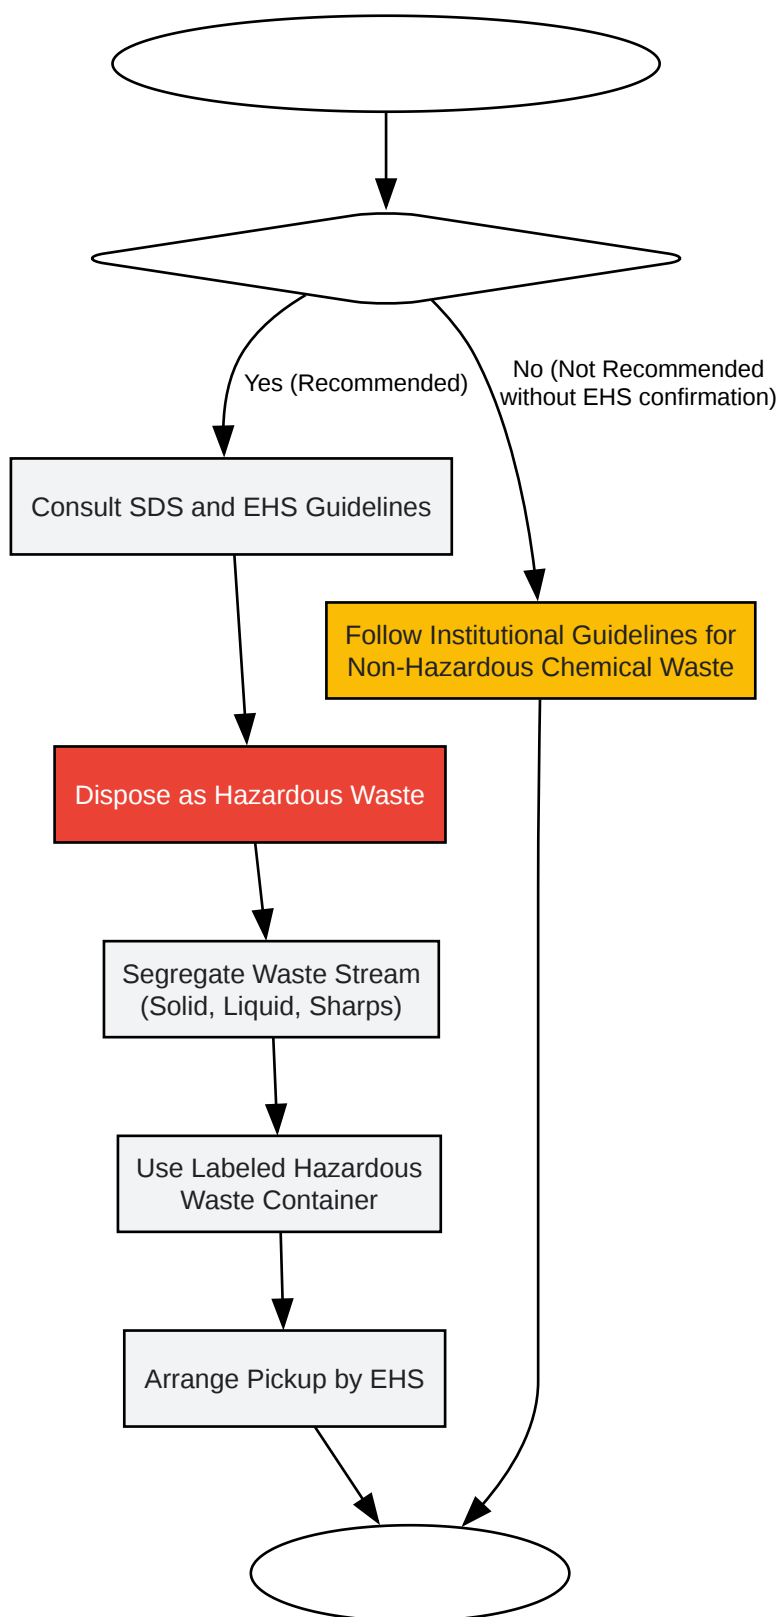 Yes (Recommended)
No (Not Recommended
without EHS confirmation)
Consult SDS and EHS Guidelines
Follow Institutional Guidelines for
Non-Hazardous Chemical Waste
Dispose as Hazardous Waste
Segregate Waste Stream
(Solid, Liquid, Sharps)
Use Labeled Hazardous
Waste Container
Arrange Pickup by EHS